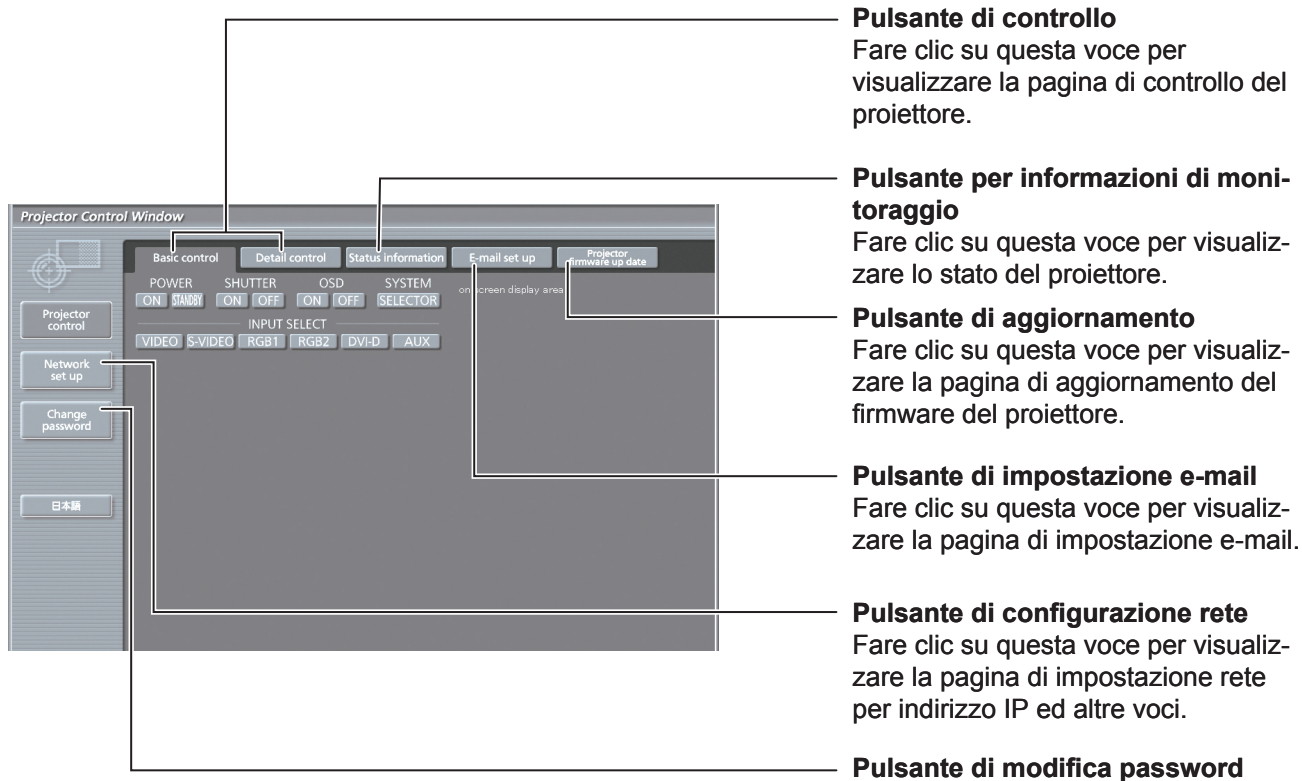 Pulsante di controllo
Fare clic su questa voce per
visualizzare la pagina di controllo del
proiettore.
Pulsante per informazioni di moni-
toraggio
Fare clic su questa voce per visualiz-
zare lo stato del proiettore.
Pulsante di aggiornamento
Fare clic su questa voce per visualiz-
zare la pagina di aggiornamento del
firmware del proiettore.
Pulsante di impostazione e-mail
Fare clic su questa voce per visualiz-
zare la pagina di impostazione e-mail.
Pulsante di configurazione rete
Fare clic su questa voce per visualiz-
zare la pagina di impostazione rete
per indirizzo IP ed altre voci.
Pulsante di modifica password
Projector Control Window
Basic control Detail control Status information E-mail set up Projector
firmware up date
POWER SHUTTER OSD SYSTEM
ON STANDBY ON OFF ON OFF SELECTOR
on screen display area
INPUT SELECT
VIDEO S-VIDEO RGB1 RGB2 DVI-D AUX
Projector
control
Network
set up
Change
password
日本語